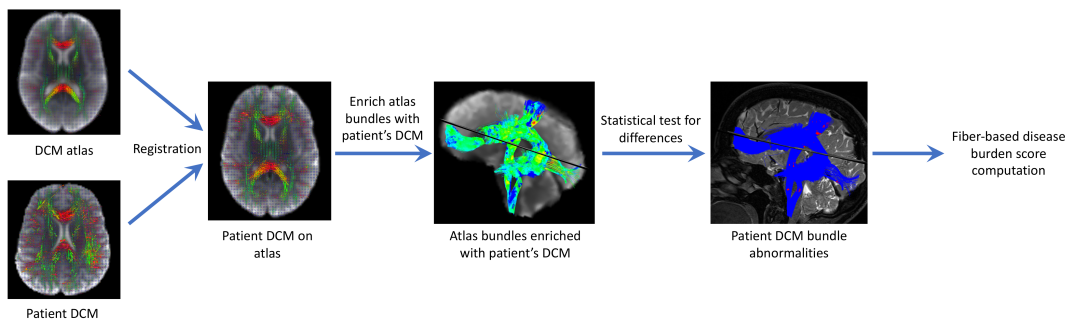 DCM atlas
Patient DCM
Registration
Patient DCM on
atlas
Enrich atlas
bundles with
patient's DCM
Atlas bundles enriched
with patient's DCM
Statistical test for
differences
Patient DCM bundle
abnormalities
Fiber-based disease
burden score
computation